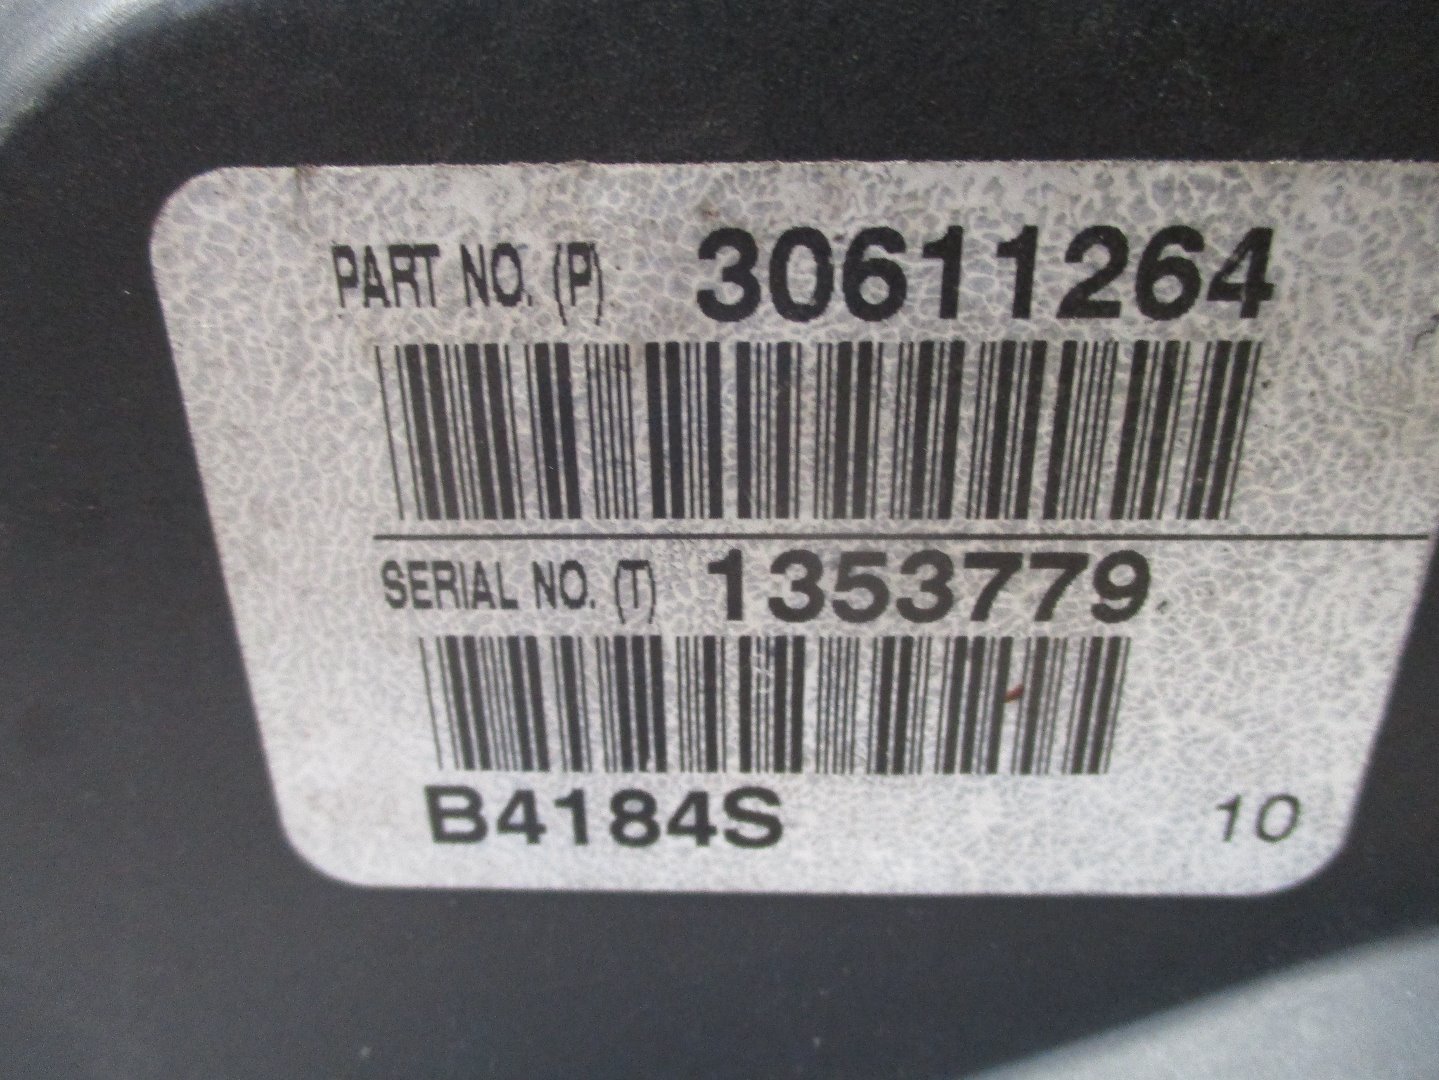 PART NO. (P) 30611264
SERIAL NO. (T) 1353779
B4184S 10